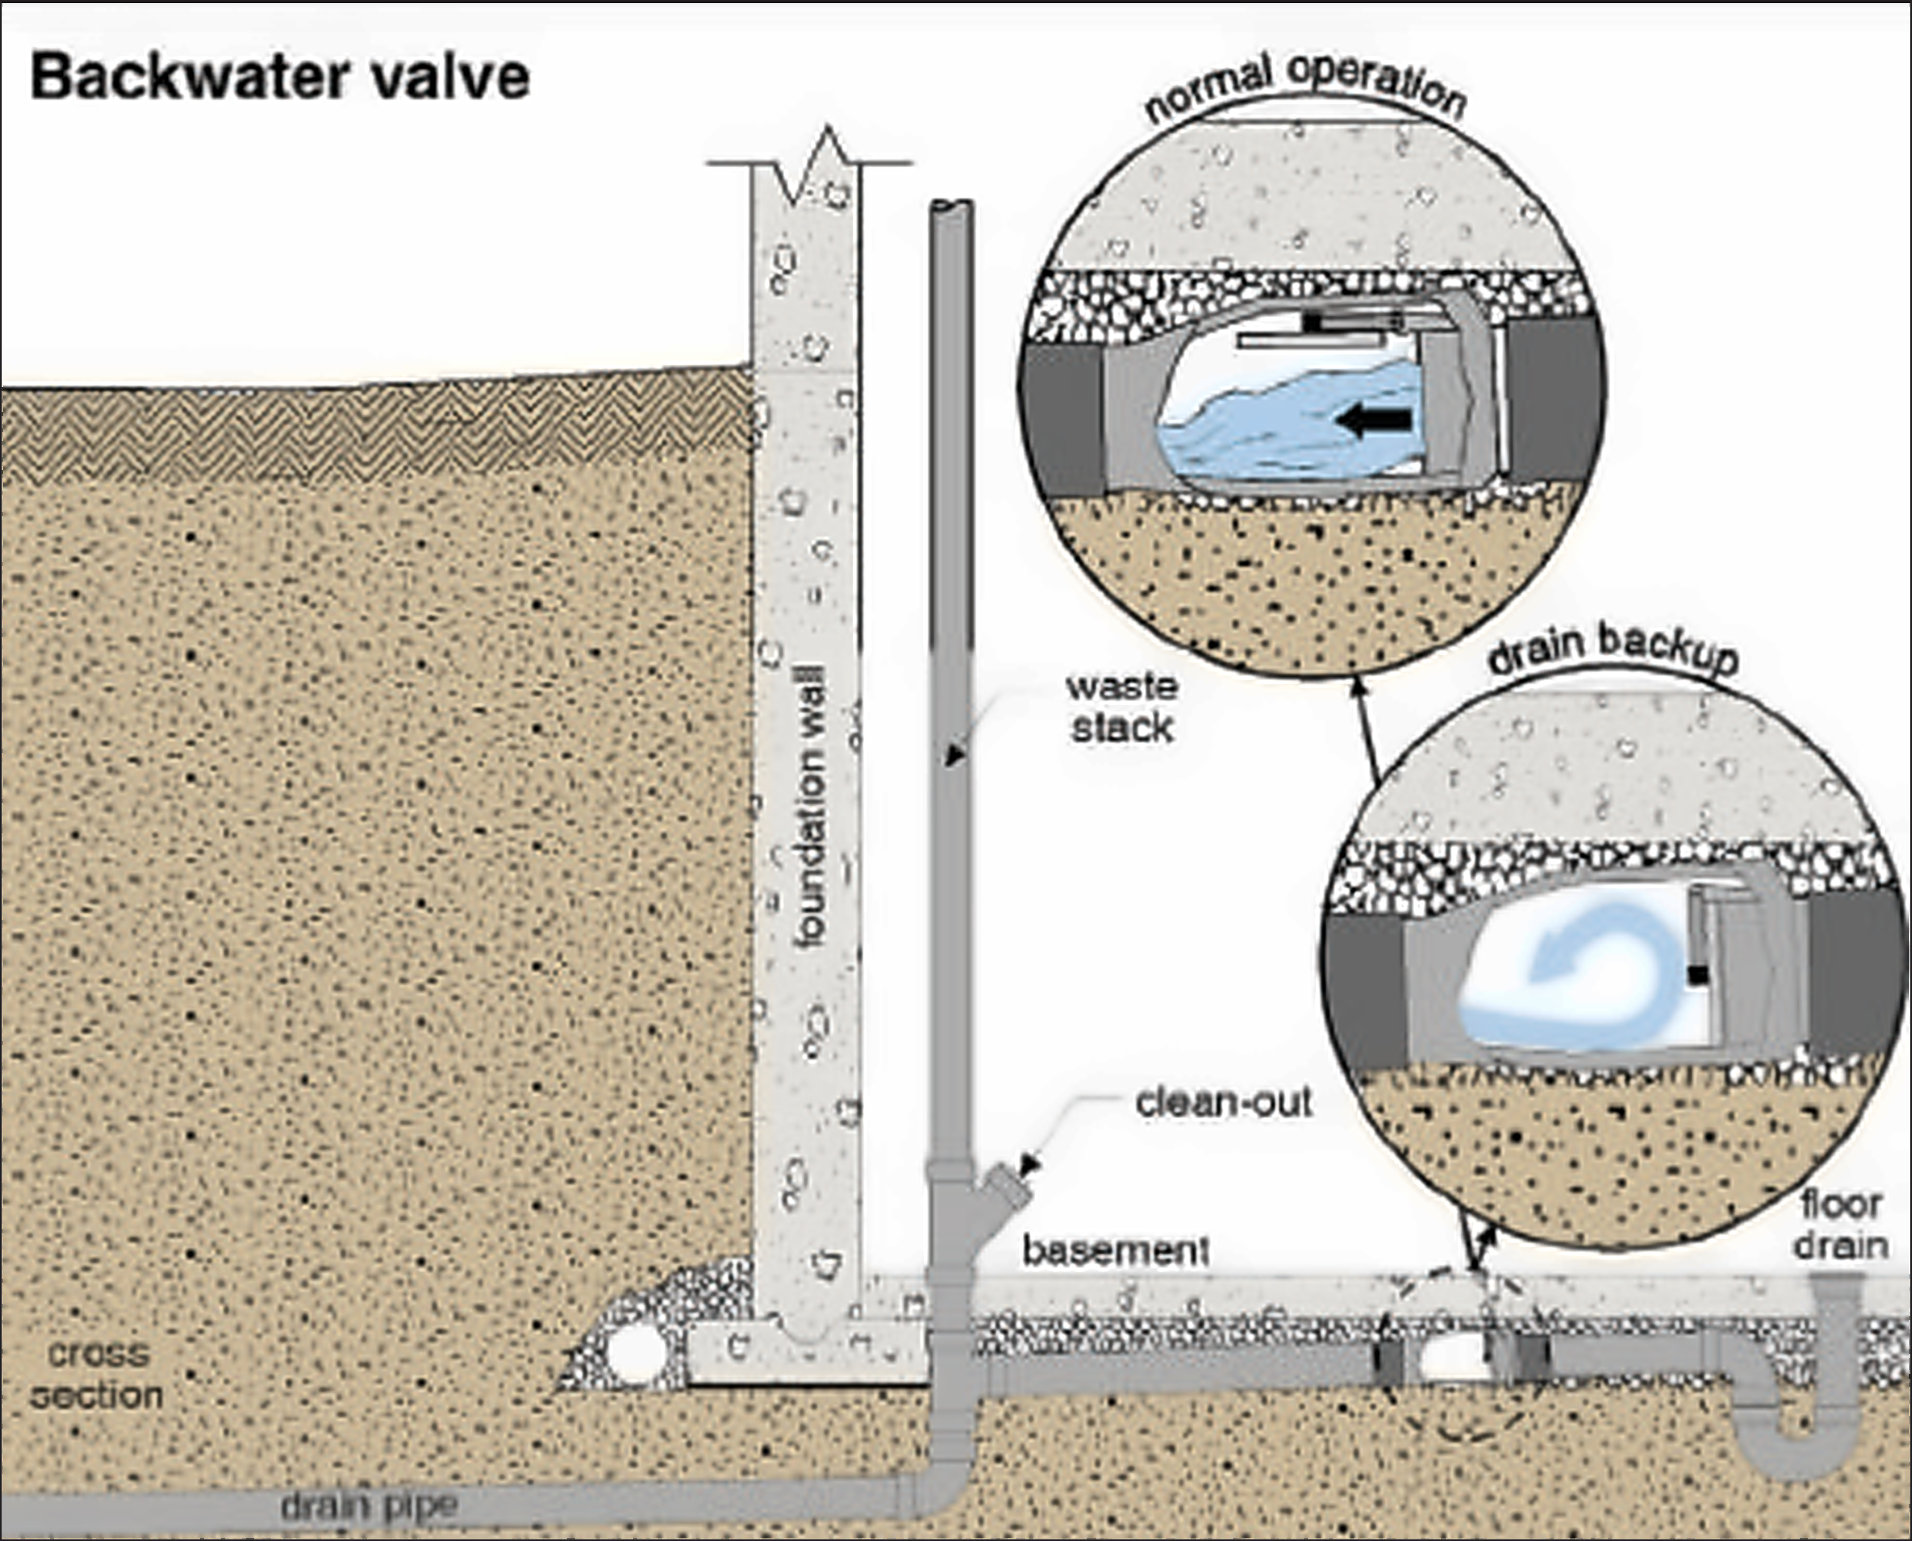 Backwater valve
normal operation
drain backup
waste
stack
foundation wall
clean-out
basement
floor
drain
cross
section
drain pipe